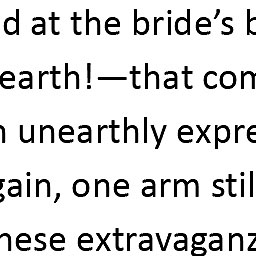 d at the bride’s b
earth!—that com
n unearthly expre
gain, one arm stil
hese extravaganz